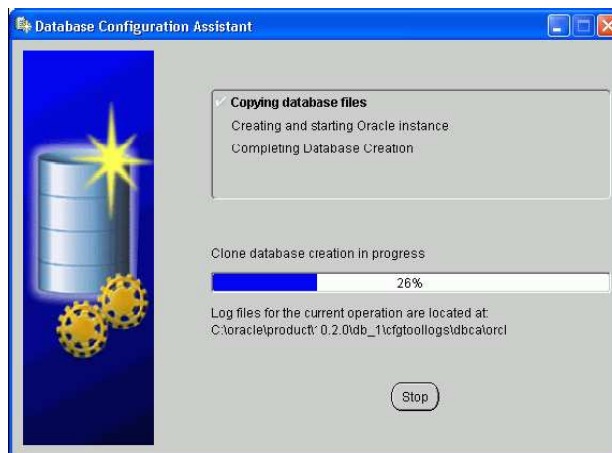 Database Configuration Assistant
Copying database files
Creating and starting Oracle instance
Completing Database Creation
Clone database creation in progress
26%
Log files for the current operation are located at:
C:\oracle\product\10.2.0\db_1\cfgtoollogs\dbca\orcl
Stop